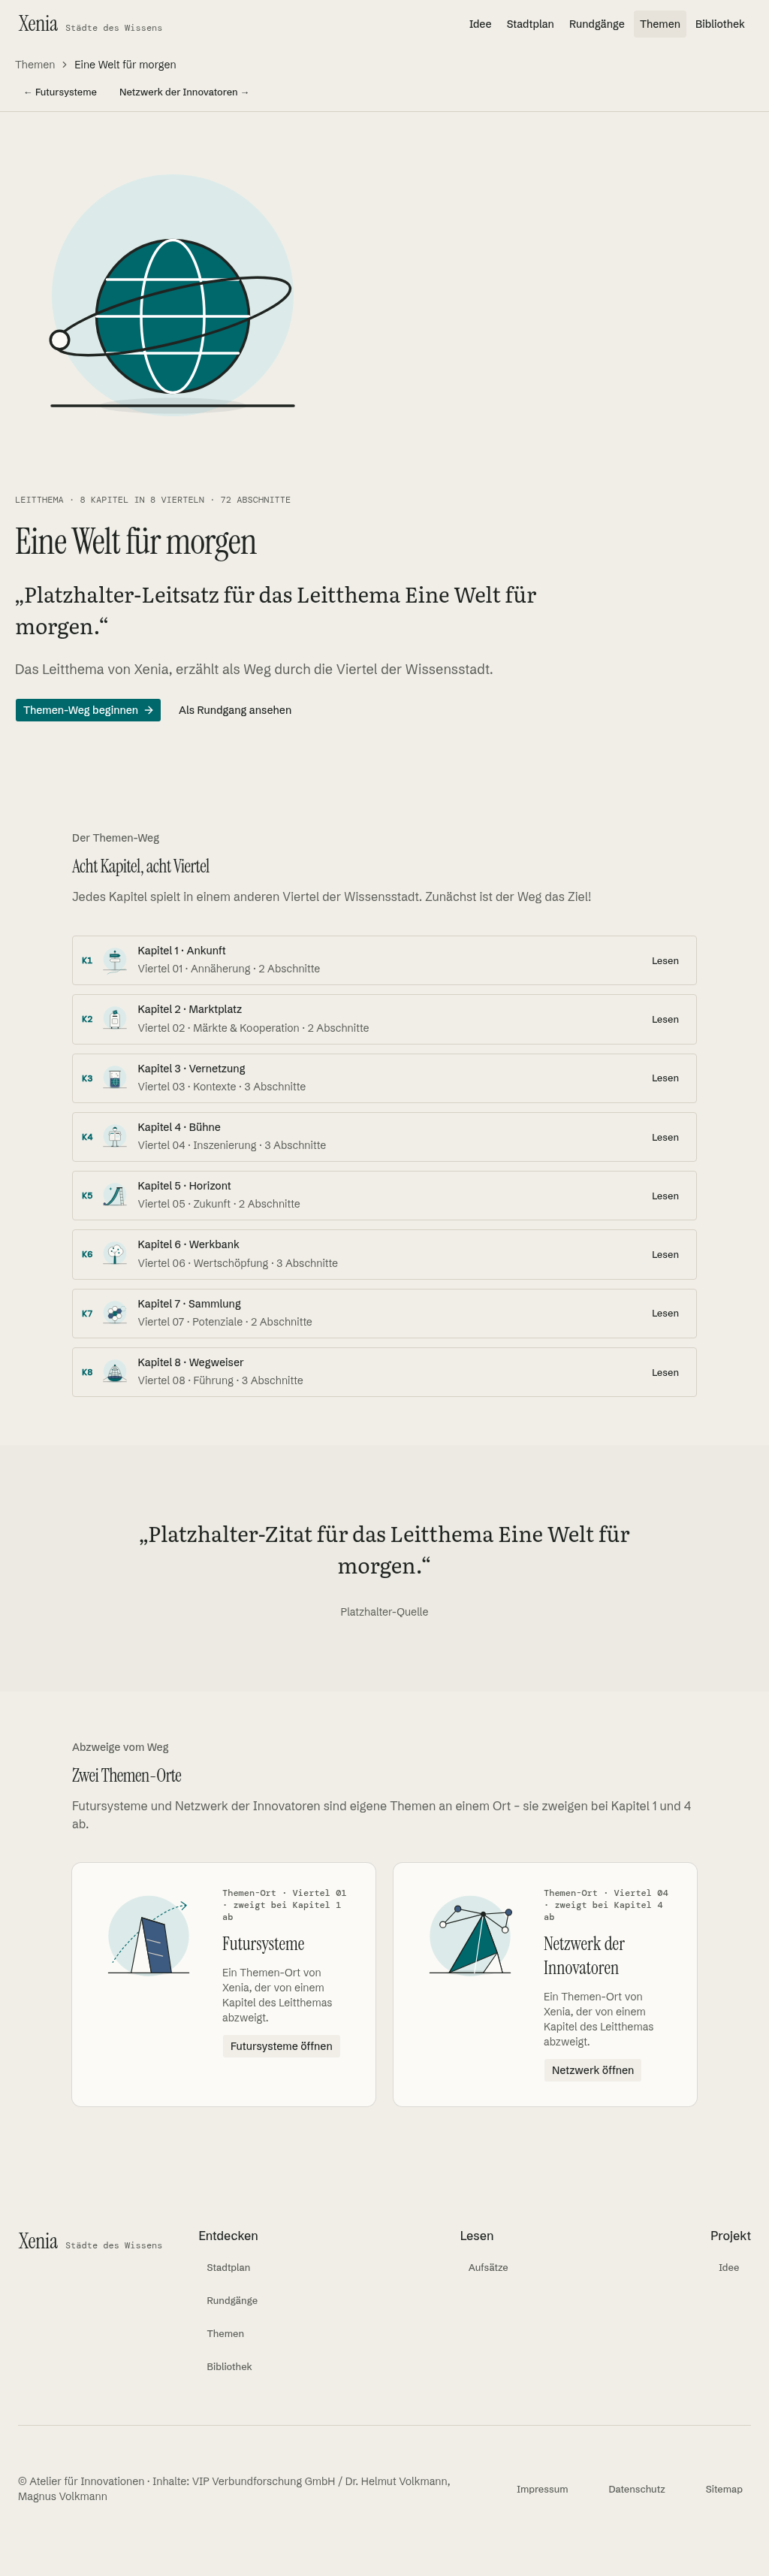 Xenia Städte des Wissens
Idee Stadtplan Rundgänge Themen Bibliothek
Themen > Eine Welt für morgen
← Futursysteme Netzwerk der Innovatoren →
LEITTHEMA · 8 KAPITEL IN 8 VIERTELN · 72 ABSCHNITTE
Eine Welt für morgen
„Platzhalter-Leitsatz für das Leitthema Eine Welt für
morgen.“
Das Leitthema von Xenia, erzählt als Weg durch die Viertel der Wissensstadt.
Themen-Weg beginnen → Als Rundgang ansehen
Der Themen-Weg
Acht Kapitel, acht Viertel
Jedes Kapitel spielt in einem anderen Viertel der Wissensstadt. Zunächst ist der Weg das Ziel!
K1 Kapitel 1 · Ankunft
Viertel 01 · Annäherung · 2 Abschnitte
Lesen
K2 Kapitel 2 · Marktplatz
Viertel 02 · Märkte & Kooperation · 2 Abschnitte
Lesen
K3 Kapitel 3 · Vernetzung
Viertel 03 · Kontexte · 3 Abschnitte
Lesen
K4 Kapitel 4 · Bühne
Viertel 04 · Inszenierung · 3 Abschnitte
Lesen
K5 Kapitel 5 · Horizont
Viertel 05 · Zukunft · 2 Abschnitte
Lesen
K6 Kapitel 6 · Werkbank
Viertel 06 · Wertschöpfung · 3 Abschnitte
Lesen
K7 Kapitel 7 · Sammlung
Viertel 07 · Potenziale · 2 Abschnitte
Lesen
K8 Kapitel 8 · Wegweiser
Viertel 08 · Führung · 3 Abschnitte
Lesen
„Platzhalter-Zitat für das Leitthema Eine Welt für
morgen.“
Platzhalter-Quelle
Abzweige vom Weg
Zwei Themen-Orte
Futursysteme und Netzwerk der Innovatoren sind eigene Themen an einem Ort – sie zweigen bei Kapitel 1 und 4
ab.
Themen-Ort · Viertel 01
· zweigt bei Kapitel 1
ab
Futursysteme
Ein Themen-Ort von
Xenia, der von einem
Kapitel des Leitthemas
abzweigt.
Futursysteme öffnen
Themen-Ort · Viertel 04
· zweigt bei Kapitel 4
ab
Netzwerk der
Innovatoren
Ein Themen-Ort von
Xenia, der von einem
Kapitel des Leitthemas
abzweigt.
Netzwerk öffnen
Xenia Städte des Wissens
Entdecken
Stadtplan
Rundgänge
Themen
Bibliothek
Lesen
Aufsätze
Projekt
Idee
© Atelier für Innovationen · Inhalte: VIP Verbundforschung GmbH / Dr. Helmut Volkmann,
Magnus Volkmann
Impressum Datenschutz Sitemap